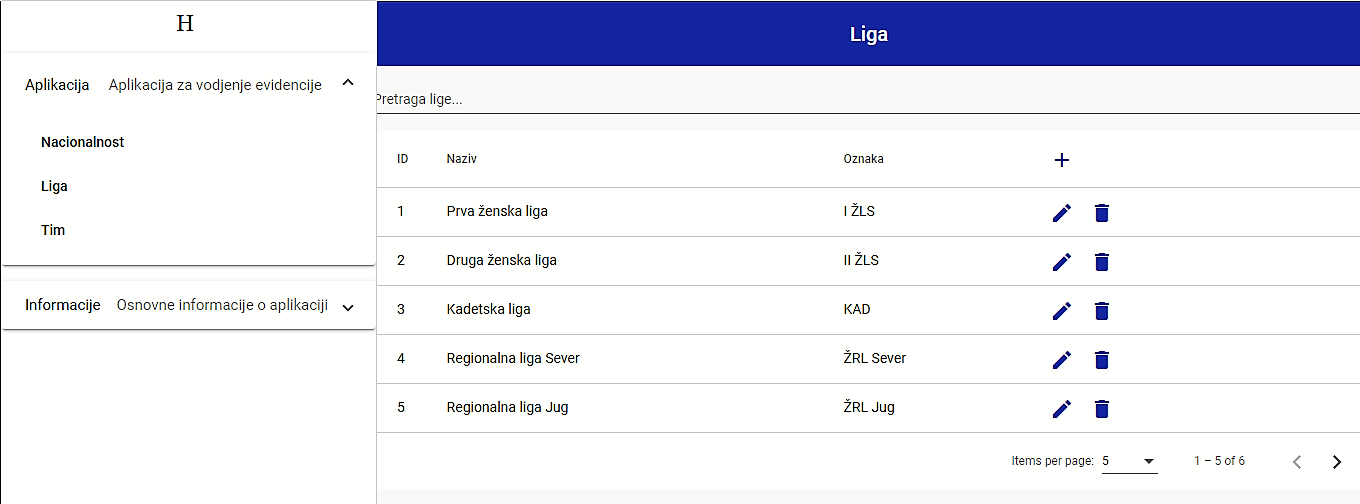 H
Aplikacija Aplikacija za vodjenje evidencije
Nacionalnost
Liga
Tim
Informacije Osnovne informacije o aplikaciji
Liga
Pretraga lige...
ID Naziv Oznaka
1 Prva ženska liga I ŽLS
2 Druga ženska liga II ŽLS
3 Kadetska liga KAD
4 Regionalna liga Sever ŽRL Sever
5 Regionalna liga Jug ŽRL Jug
Items per page: 5 1 – 5 of 6